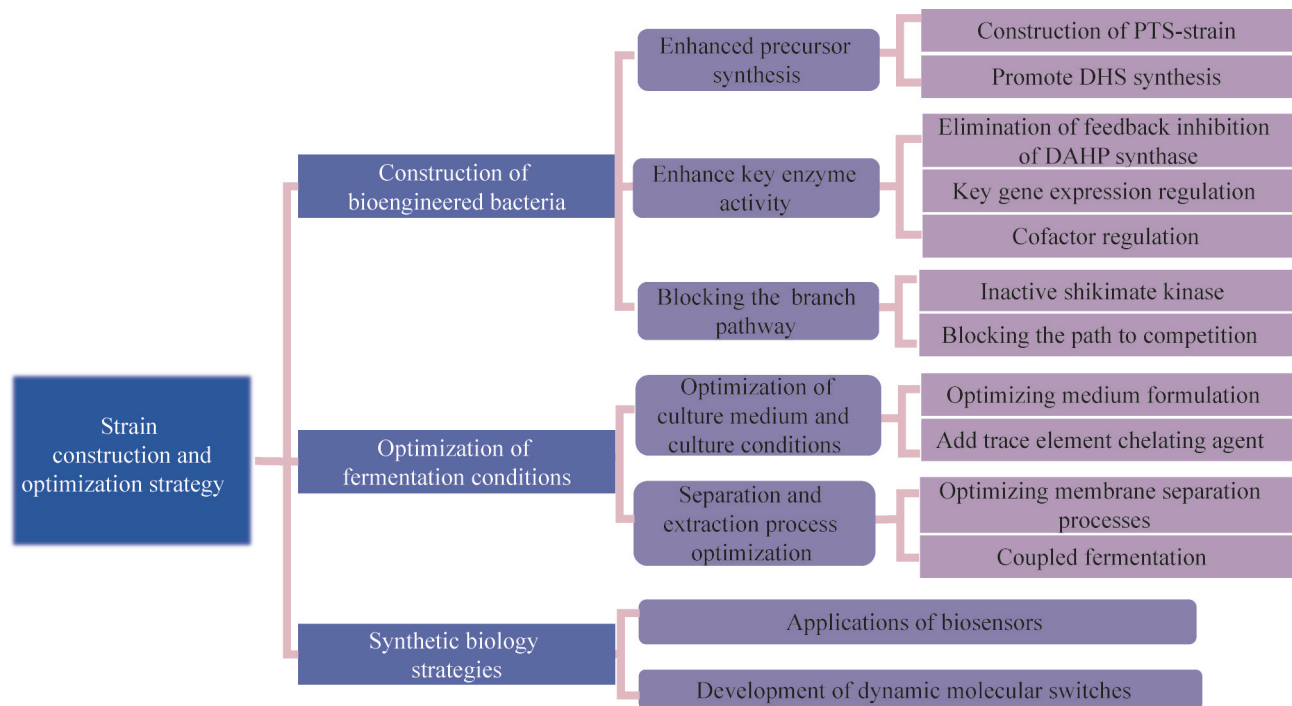 Strain
construction and
optimization strategy
Construction of
bioengineered bacteria
Enhanced precursor
synthesis
Construction of PTS-strain
Promote DHS synthesis
Enhance key enzyme
activity
Elimination of feedback inhibition
of DAHP synthase
Key gene expression regulation
Cofactor regulation
Blocking the branch
pathway
Inactive shikimate kinase
Blocking the path to competition
Optimization of
fermentation conditions
Optimization of
culture medium and
culture conditions
Optimizing medium formulation
Add trace element chelating agent
Separation and
extraction process
optimization
Optimizing membrane separation
processes
Coupled fermentation
Synthetic biology
strategies
Applications of biosensors
Development of dynamic molecular switches